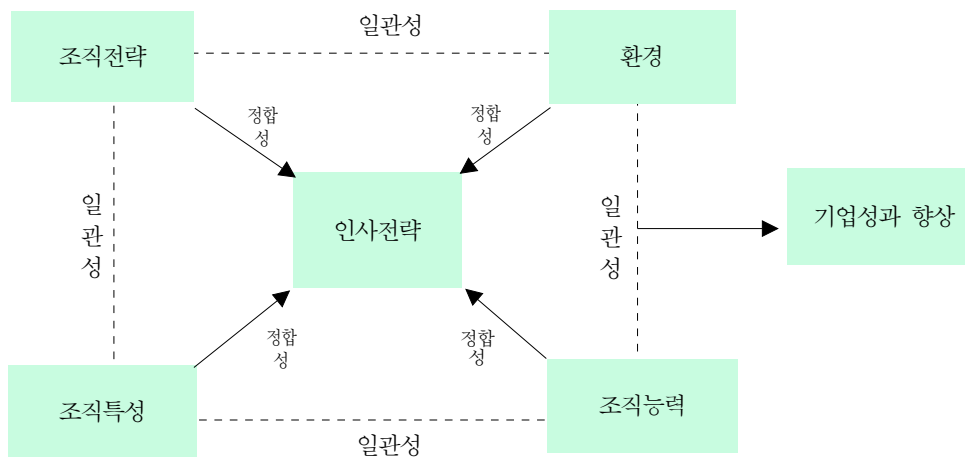 일관성
조직전략
환경
정합
성
정합
성
일
관
성
인사전략
일
관
성
기업성과 향상
정합
성
정합
성
조직특성
조직능력
일관성